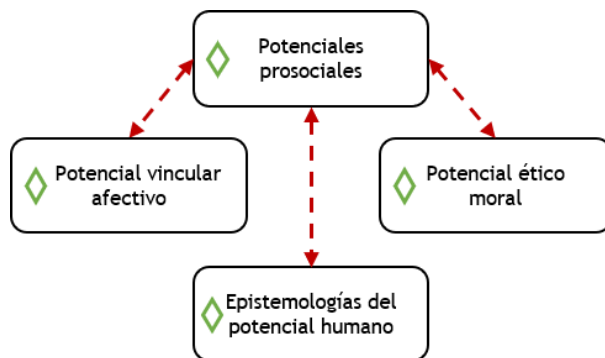 Potenciales
prosociales
Potencial vincular
afectivo
Potencial ético
moral
Epistemologías del
potencial humano